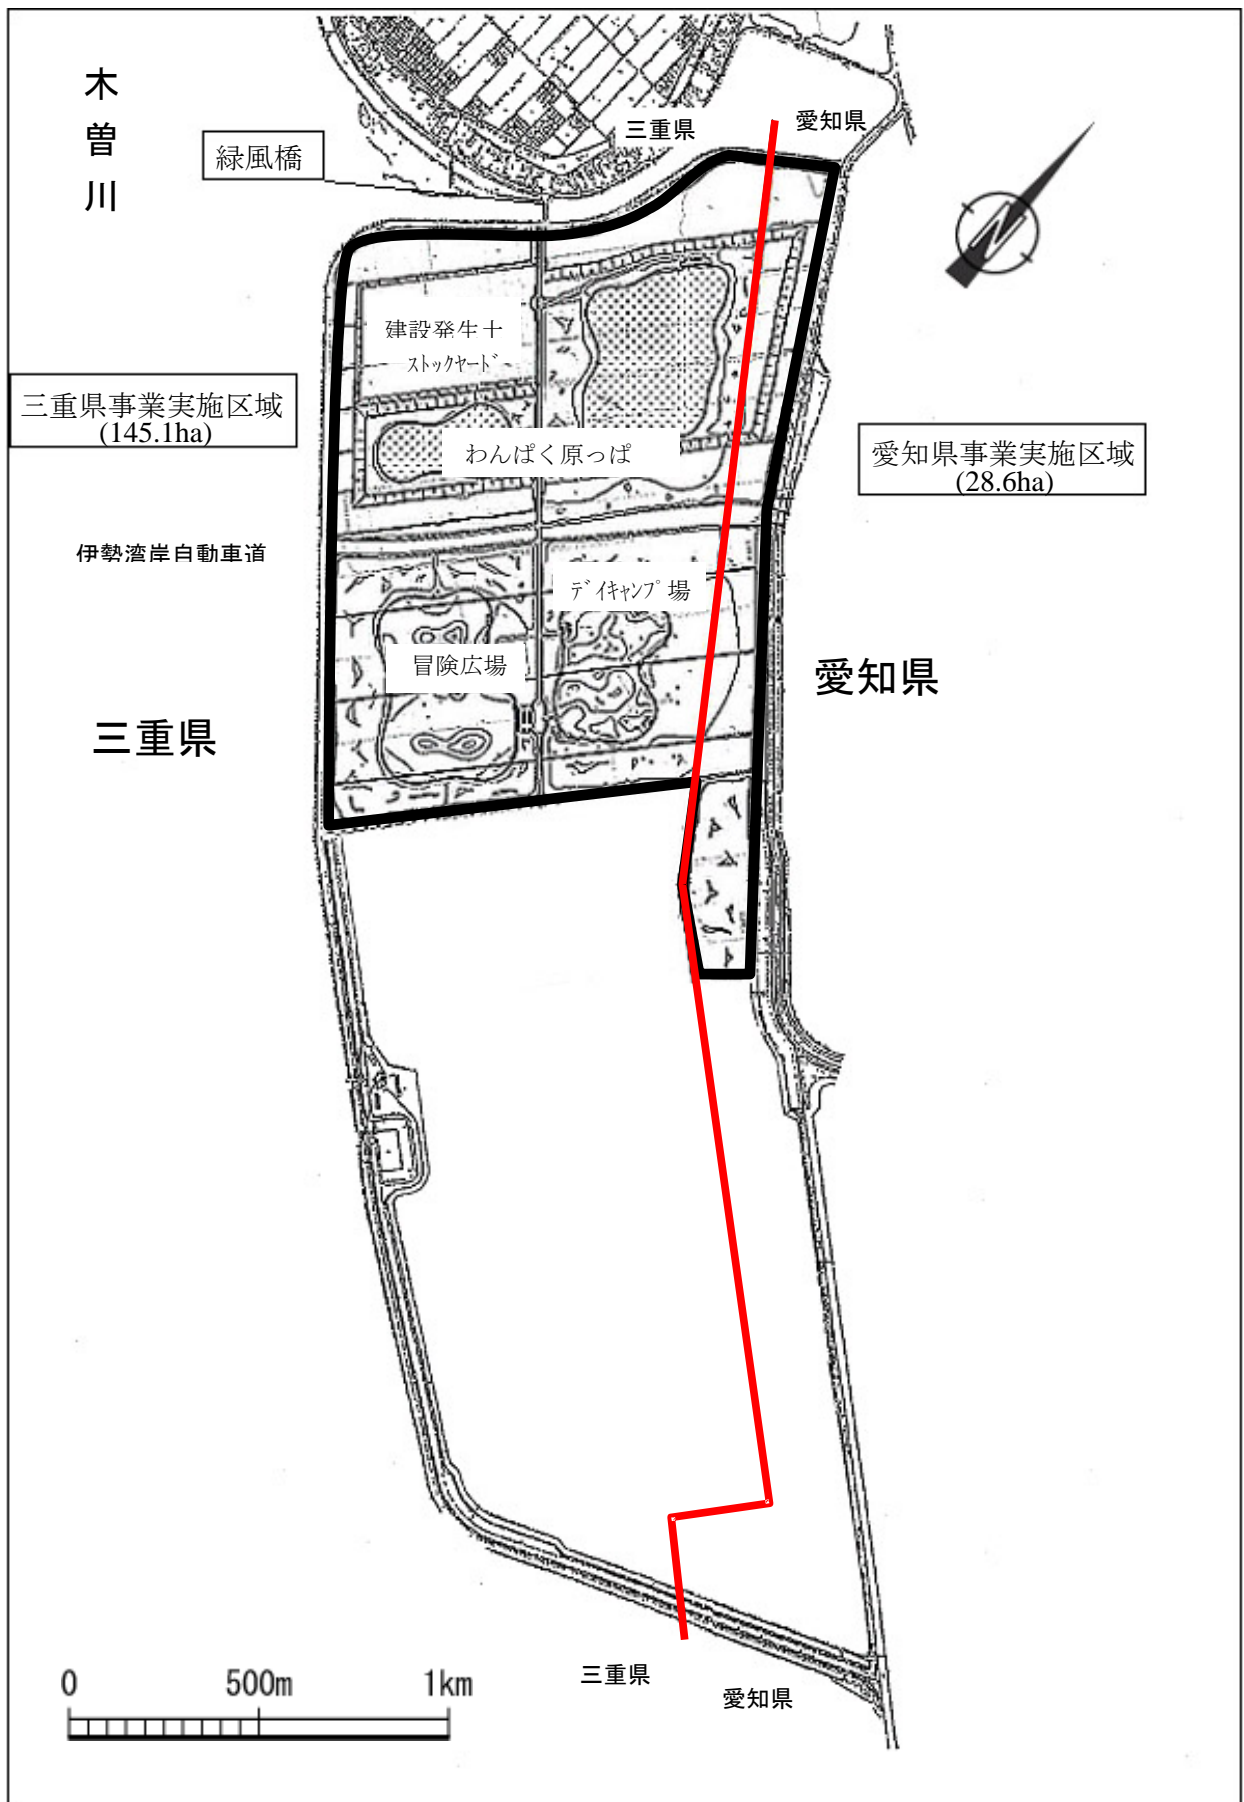 木曽川
三重県
愛知県
緑風橋
N
建設発生土
ストックヤード
三重県事業実施区域
(145.1ha)
わんぱく原っぱ
愛知県事業実施区域
(28.6ha)
伊勢湾岸自動車道
デイキャンプ場
冒険広場
愛知県
三重県
三重県
愛知県
0 500m 1km